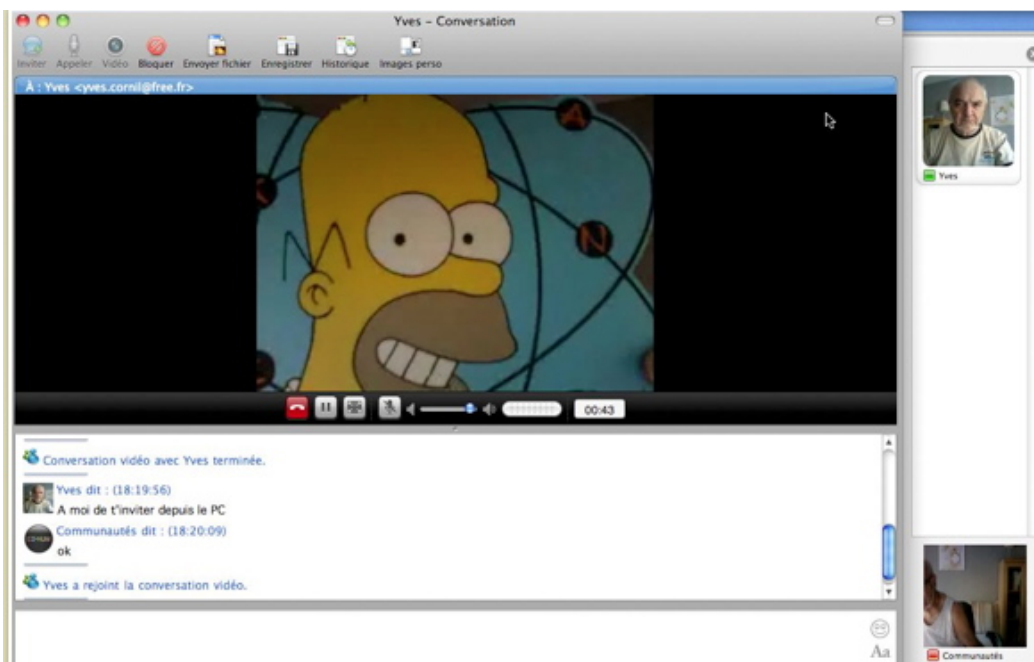 Yves – Conversation
Inviter Appeler Vidéo Bloquer Envoyer fichier Enregistrer Historique Images perso
À : Yves <yves.cornil@free.fr>
A
N
00:43
Yves
Conversation vidéo avec Yves terminée.
Yves dit : (18:19:56)
A moi de t'inviter depuis le PC
Communautés dit : (18:20:09)
ok
Yves a rejoint la conversation vidéo.
Aa
Communautés